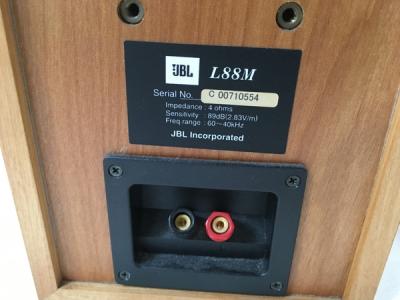 JBL L88M
Serial No. C 00710554
Impedance : 4 ohms
Sensitivity : 89dB(2.83V/m)
Freq range : 60~40kHz
JBL Incorporated